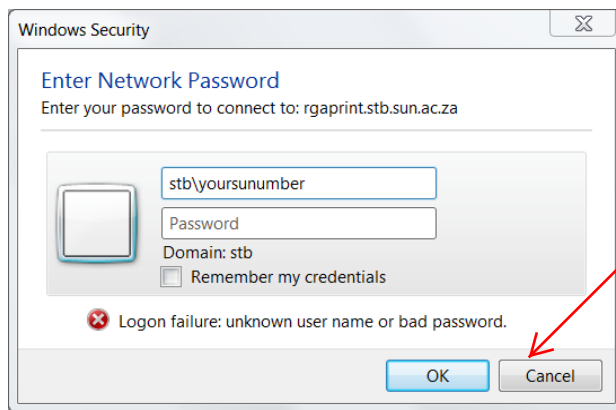 Windows Security
Enter Network Password
Enter your password to connect to: rgaprint.stb.sun.ac.za
stb\yoursunumber
Password
Domain: stb
Remember my credentials
Logon failure: unknown user name or bad password.
OK Cancel